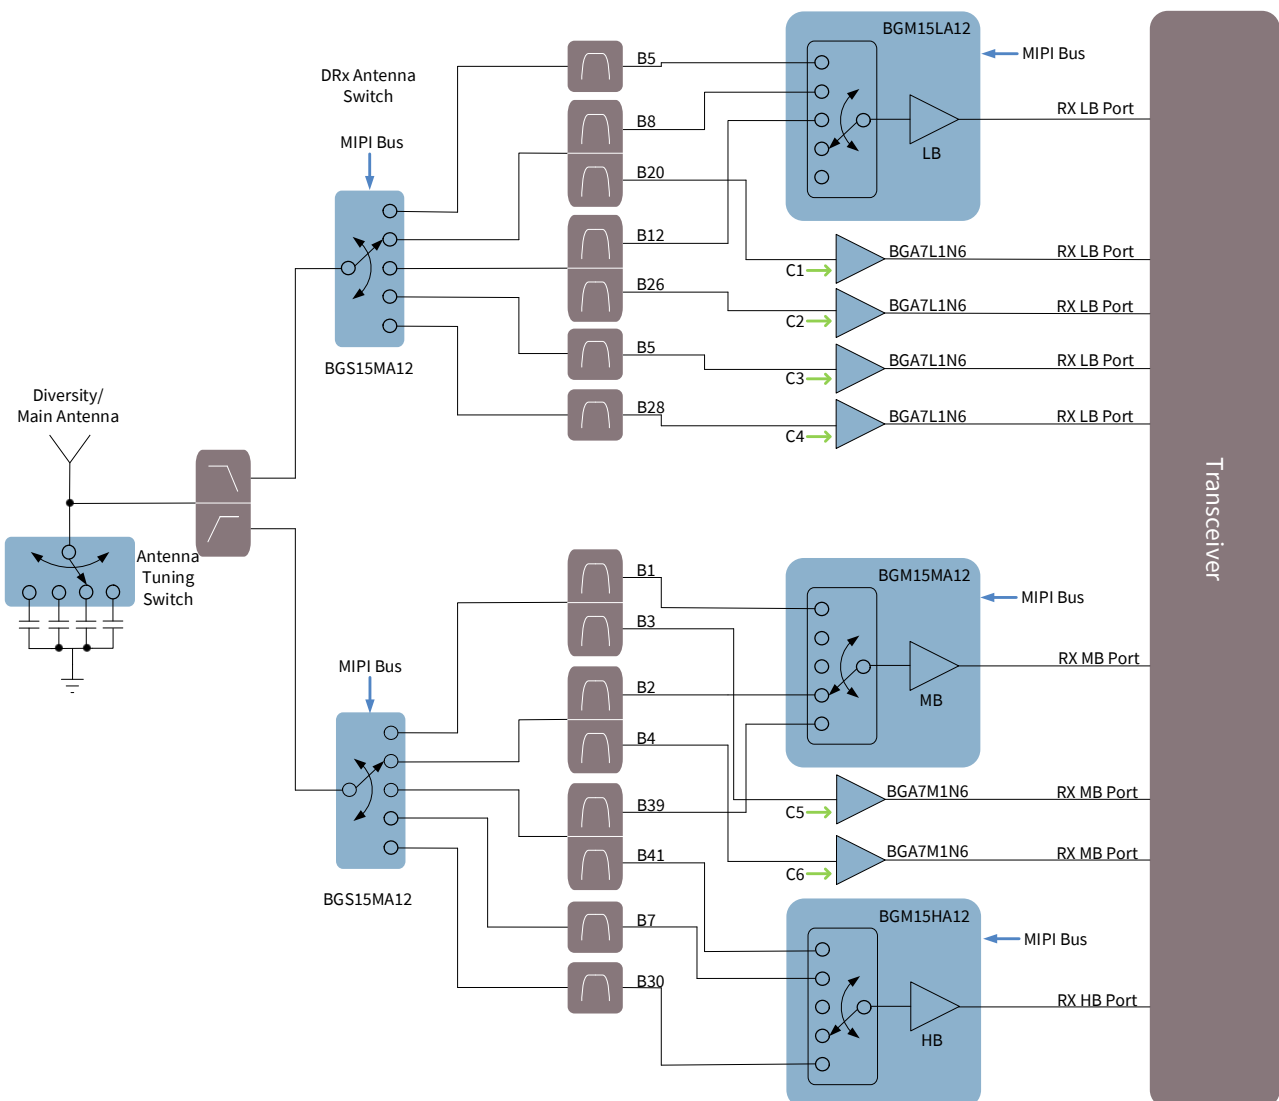 BGM15LA12
MIPI Bus
DRx Antenna
Switch
MIPI Bus
BGS15MA12
B5
B8
B20
B12
B26
B5
B28
LB
RX LB Port
C1
BGA7L1N6
RX LB Port
C2
BGA7L1N6
RX LB Port
C3
BGA7L1N6
RX LB Port
C4
BGA7L1N6
RX LB Port
Diversity/
Main Antenna
Antenna
Tuning
Switch
Transceiver
MIPI Bus
BGS15MA12
B1
B3
B2
B4
B39
B41
B7
B30
BGM15MA12
MIPI Bus
MB
RX MB Port
C5
BGA7M1N6
RX MB Port
C6
BGA7M1N6
RX MB Port
BGM15HA12
MIPI Bus
HB
RX HB Port